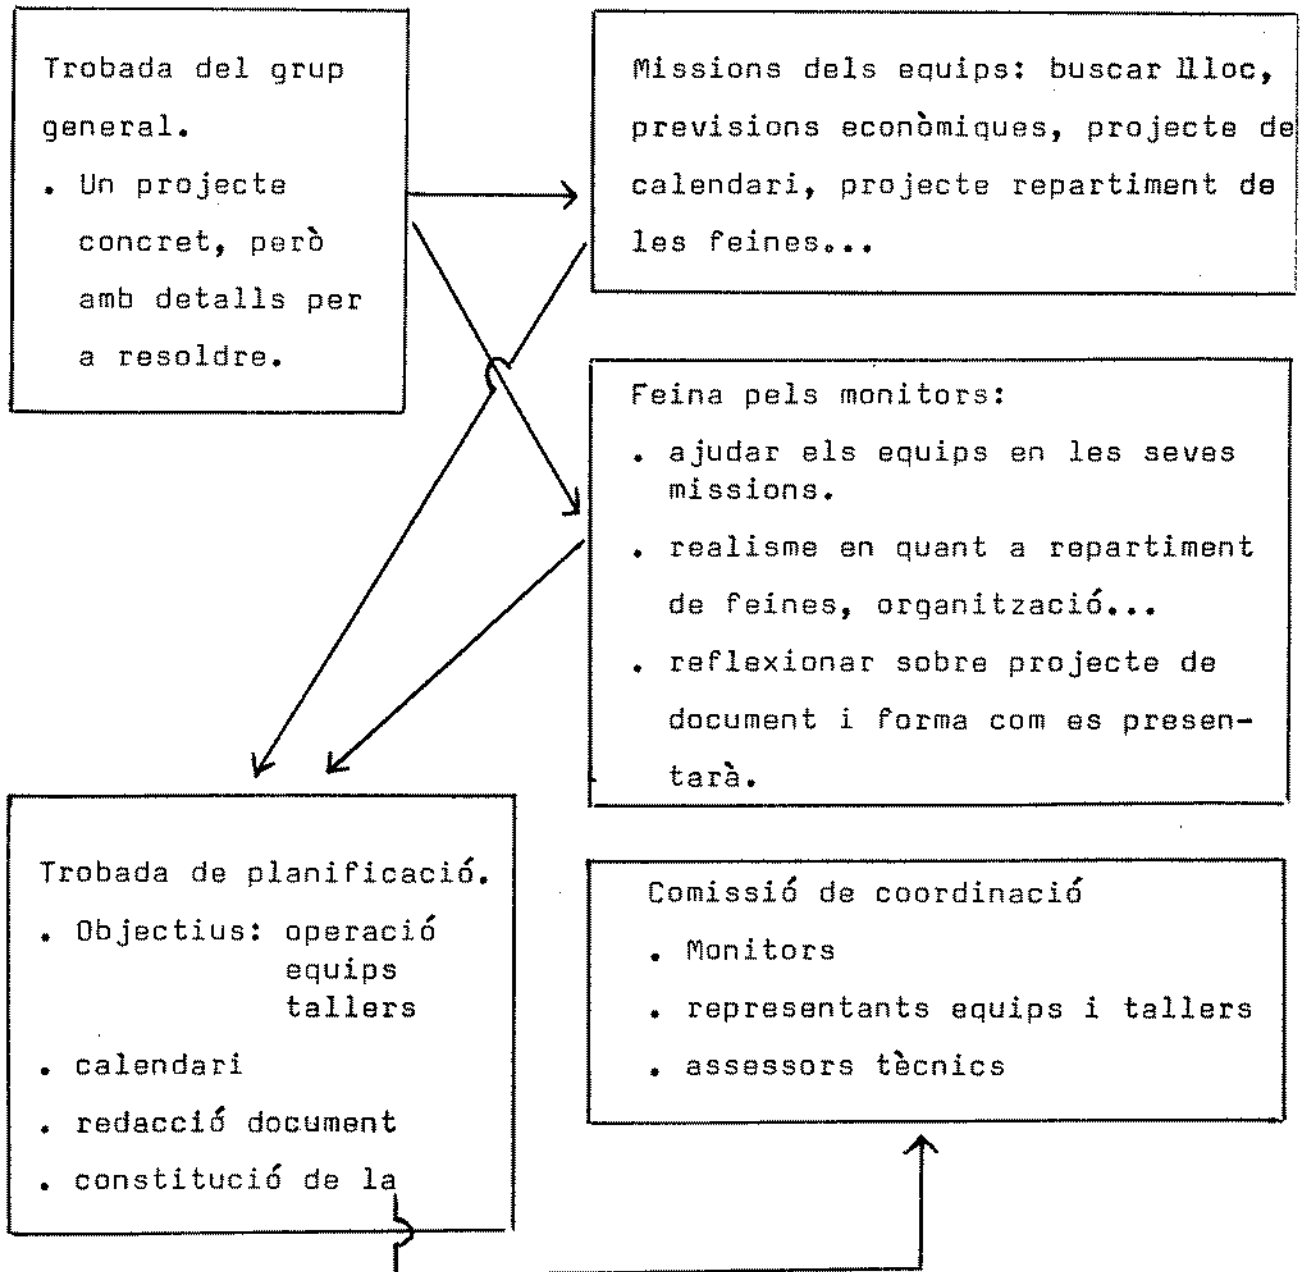 Trobada del grup
general.
. Un projecte
concret, però
amb detalls per
a resoldre.
Missions dels equips: buscar lloc,
previsions econòmiques, projecte de
calendari, projecte repartiment de
les feines...
Feina pels monitors:
. ajudar els equips en les seves
missions.
. realisme en quant a repartiment
de feines, organització...
. reflexionar sobre projecte de
document i forma com es presen-
tarà.
Trobada de planificació.
. Objectius: operació
equips
tallers
. calendari
. redacció document
. constitució de la
Comissió de coordinació
. Monitors
. representants equips i tallers
. assessors tècnics